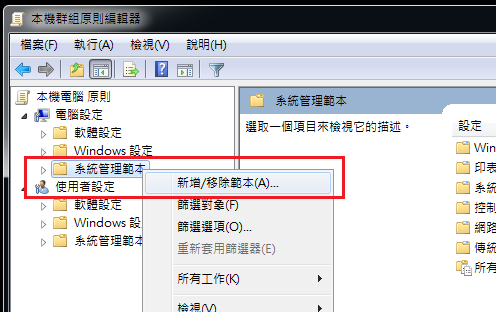 本機群組原則編輯器
檔案(F) 執行(A) 檢視(V) 說明(H)
本機電腦 原則
電腦設定
軟體設定
Windows 設定
系統管理範本
使用者設定
軟體設定
Windows 設
系統管理範本
新增/移除範本(A)...
篩選對象(F)
篩選選項(O)...
重新套用篩選器(E)
所有工作(K)
檢視(V)
系統管理範本
選取一個項目來檢視它的描述。
設定
Win
印表
系統
控制
網路
傳統
所有